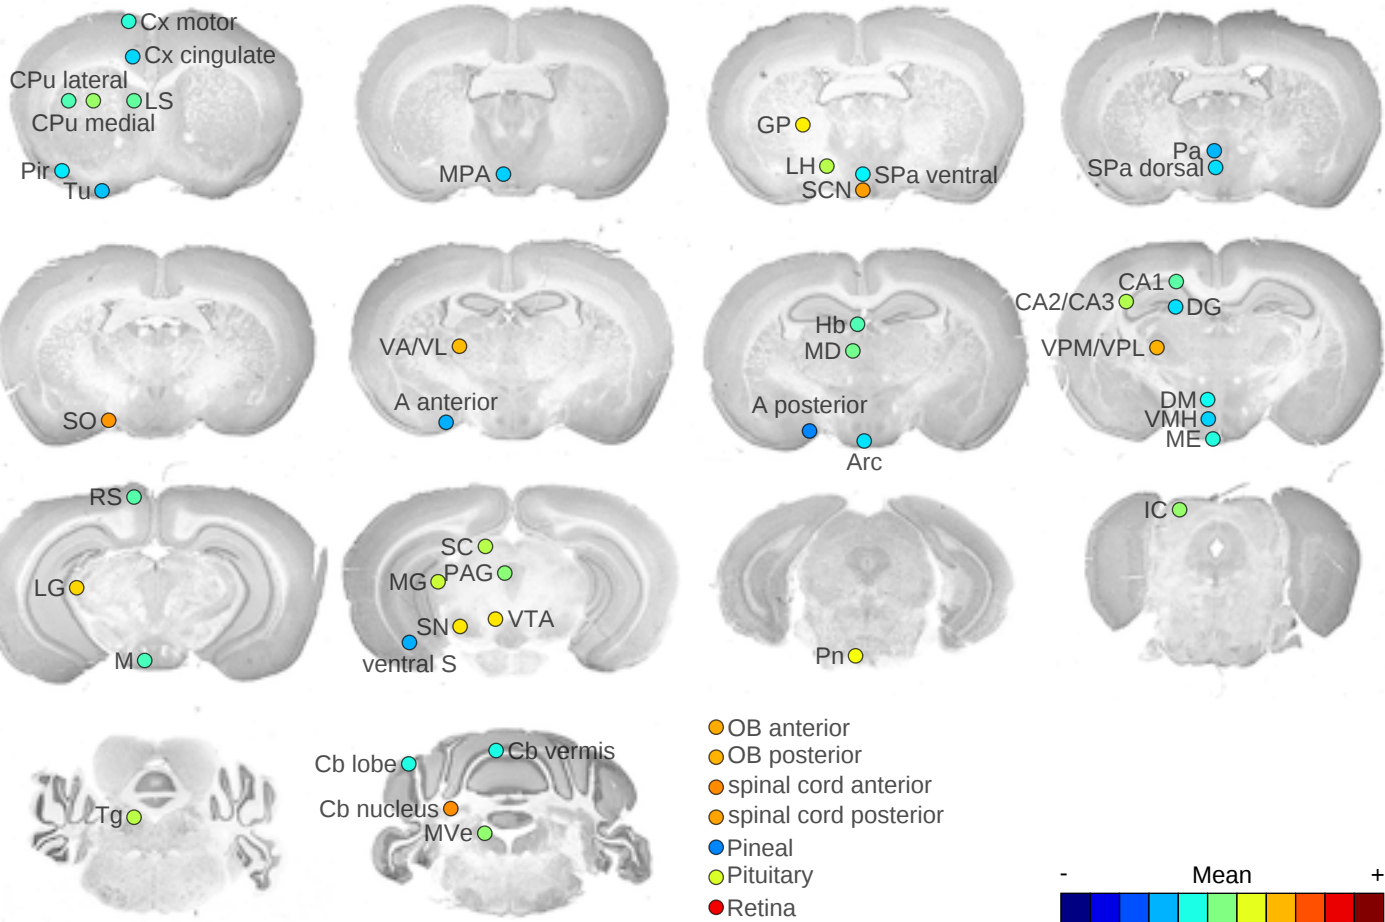 Cx motor
Cx cingulate
CPu lateral
LS
CPu medial
Pir
Tu
MPA
GP
LH
SPa ventral
SCN
Pa
SPa dorsal
SO
VA/VL
A anterior
Hb
MD
A posterior
Arc
CA1
CA2/CA3
DG
VPM/VPL
DM
VMH
ME
RS
LG
M
SC
PAG
MG
SN
VTA
ventral S
Pn
IC
Tg
Cb lobe
Cb vermis
Cb nucleus
MVe
OB anterior
OB posterior
spinal cord anterior
spinal cord posterior
Pineal
Pituitary
Retina
- Mean +